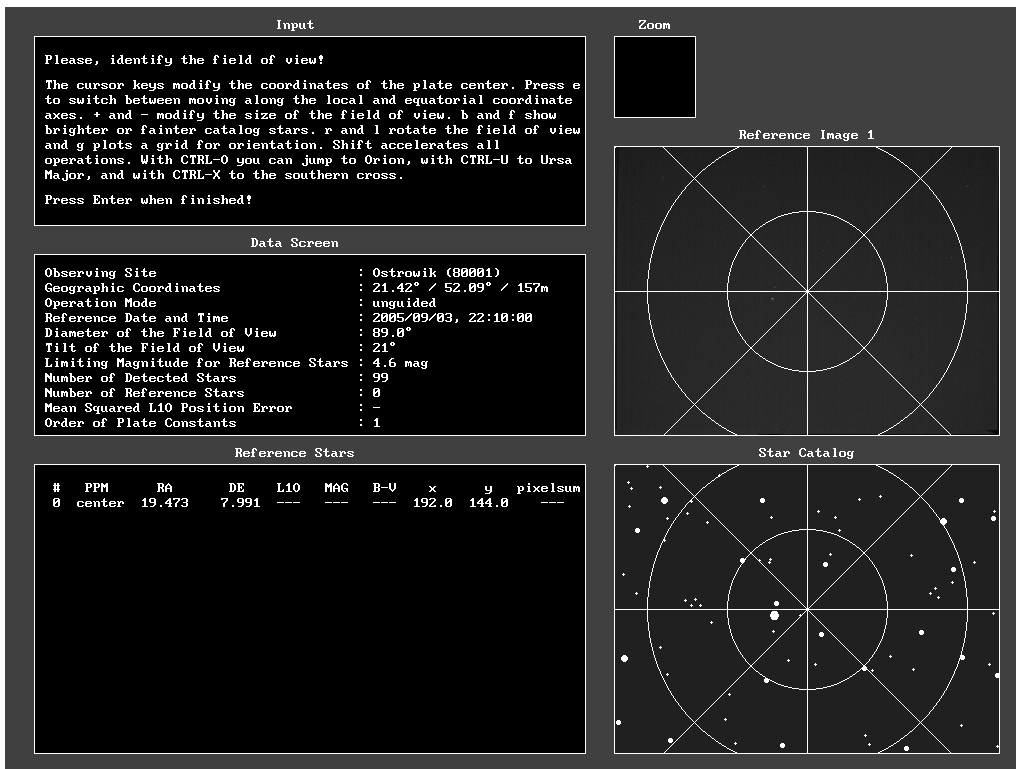 Input
Please, identify the field of view!
The cursor keys modify the coordinates of the plate center. Press e
to switch between moving along the local and equatorial coordinate
axes. + and - modify the size of the field of view. b and f show
brighter or fainter catalog stars. r and l rotate the field of view
and g plots a grid for orientation. Shift accelerates all
operations. With CTRL-O you can jump to Orion, with CTRL-U to Ursa
Major, and with CTRL-X to the southern cross.
Press Enter when finished!
Zoom
Reference Image 1
Data Screen
Observing Site : Ostrowik (80001)
Geographic Coordinates : 21.42° / 52.09° / 157m
Operation Mode : unguided
Reference Date and Time : 2005/09/03, 22:10:00
Diameter of the Field of View : 89.0°
Tilt of the Field of View : 21°
Limiting Magnitude for Reference Stars : 4.6 mag
Number of Detected Stars : 99
Number of Reference Stars : 0
Mean Squared L10 Position Error : -
Order of Plate Constants : 1
Reference Stars
# PPM RA DE L10 MAG B-V x y pixelsum
0 center 19.473 7.991 --- --- --- 192.0 144.0 ---
Star Catalog